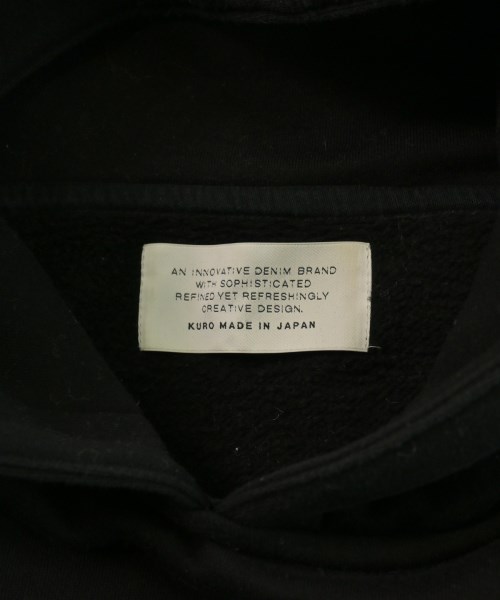 AN INNOVATIVE DENIM BRAND
WITH SOPHISTICATED
REFINED YET REFRESHINGLY
CREATIVE DESIGN.
KURO MADE IN JAPAN